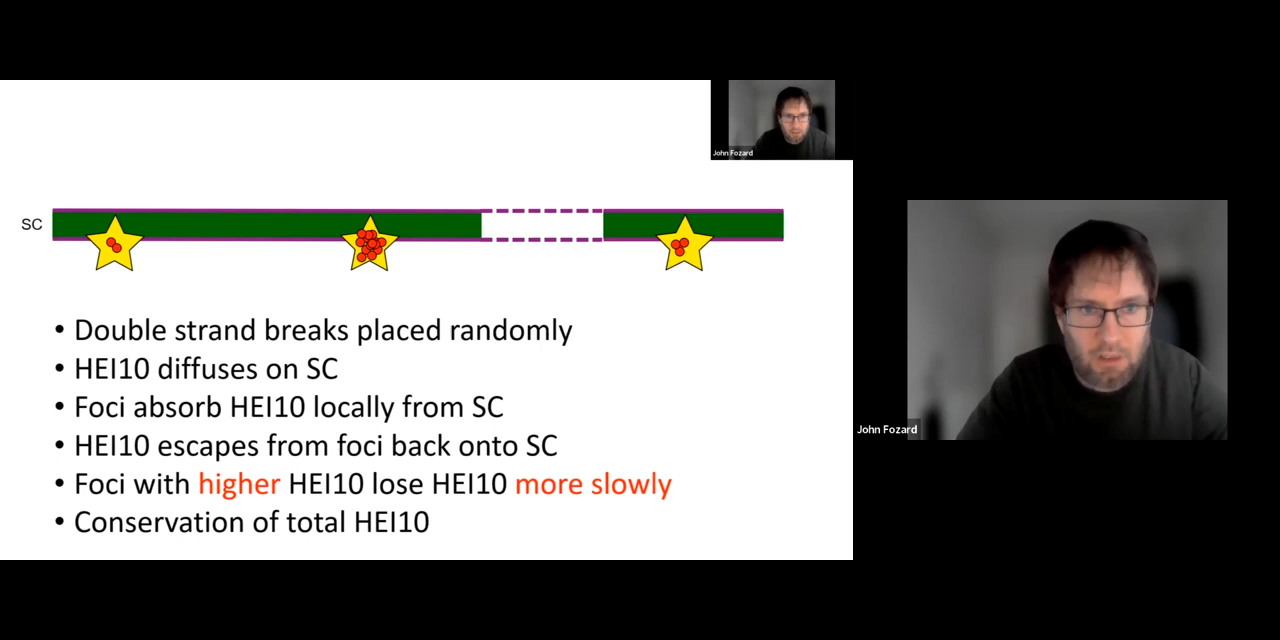 John Fozard
SC
• Double strand breaks placed randomly
• HEI10 diffuses on SC
• Foci absorb HEI10 locally from SC
• HEI10 escapes from foci back onto SC
• Foci with higher HEI10 lose HEI10 more slowly
• Conservation of total HEI10
John Fozard